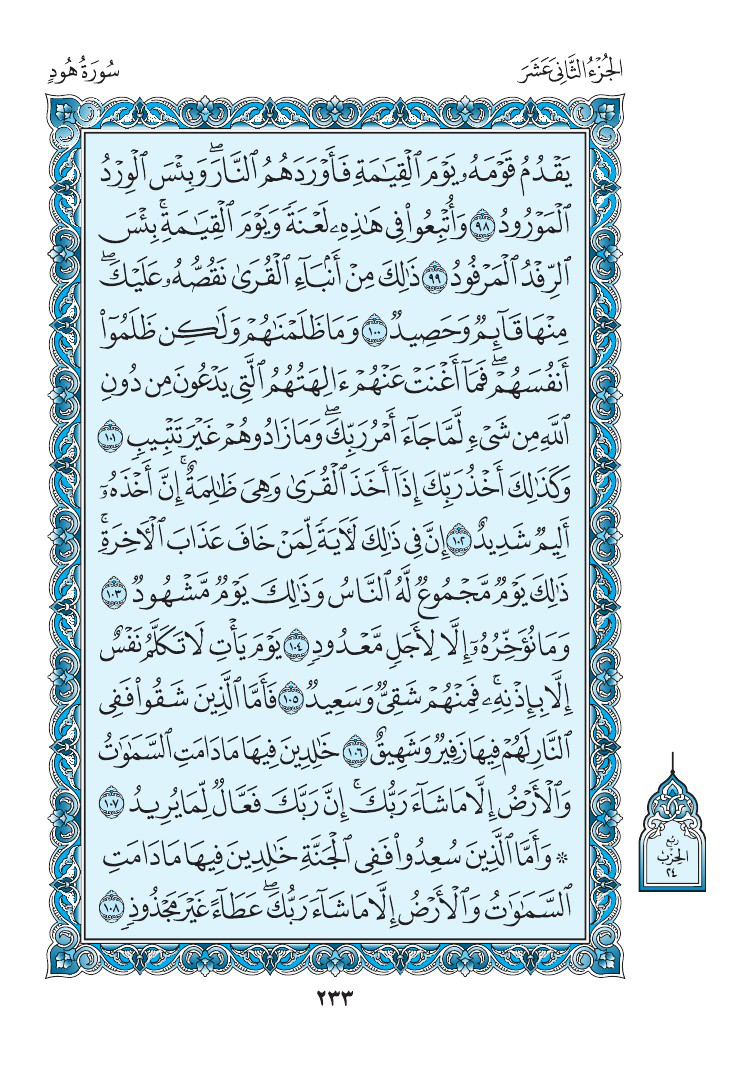 الجُزْءُ الثَّانِي عَشَرَ
سُورَةُ هُودٍ
يَقْدُمُ قَوْمَهُۥ يَوْمَ ٱلْقِيَٰمَةِ فَأَوْرَدَهُمُ ٱلنَّارَۖ وَبِئْسَ ٱلْوِرْدُ
ٱلْمَوْرُودُ ٩٨ وَأُتْبِعُوا۟ فِى هَٰذِهِۦ لَعْنَةً وَيَوْمَ ٱلْقِيَٰمَةِۚ بِئْسَ
ٱلرِّفْدُ ٱلْمَرْفُودُ ٩٩ ذَٰلِكَ مِنْ أَنۢبَآءِ ٱلْقُرَىٰ نَقُصُّهُۥ عَلَيْكَۖ
مِنْهَا قَآئِمٌ وَحَصِيدٌ ١٠٠ وَمَا ظَلَمْنَٰهُمْ وَلَٰكِن ظَلَمُوٓا۟
أَنفُسَهُمْۖ فَمَآ أَغْنَتْ عَنْهُمْ ءَالِهَتُهُمُ ٱلَّتِى يَدْعُونَ مِن دُونِ
ٱللَّهِ مِن شَىْءٍ لَّمَّا جَآءَ أَمْرُ رَبِّكَۖ وَمَا زَادُوهُمْ غَيْرَ تَتْبِيبٍ ١٠١
وَكَذَٰلِكَ أَخْذُ رَبِّكَ إِذَآ أَخَذَ ٱلْقُرَىٰ وَهِىَ ظَٰلِمَةٌۚ إِنَّ أَخْذَهُۥٓ
أَلِيمٌ شَدِيدٌ ١٠٢ إِنَّ فِى ذَٰلِكَ لَءَايَةً لِّمَنْ خَافَ عَذَابَ ٱلْءَاخِرَةِۚ
ذَٰلِكَ يَوْمٌ مَّجْمُوعٌ لَّهُ ٱلنَّاسُ وَذَٰلِكَ يَوْمٌ مَّشْهُودٌ ١٠٣
وَمَا نُؤَخِّرُهُۥٓ إِلَّا لِأَجَلٍ مَّعْدُودٍ ١٠٤ يَوْمَ يَأْتِ لَا تَكَلَّمُ نَفْسٌ
إِلَّا بِإِذْنِهِۦۚ فَمِنْهُمْ شَقِىٌّ وَسَعِيدٌ ١٠٥ فَأَمَّا ٱلَّذِينَ شَقُوا۟ فَفِى
ٱلنَّارِ لَهُمْ فِيهَا زَفِيرٌ وَشَهِيقٌ ١٠٦ خَٰلِدِينَ فِيهَا مَا دَامَتِ ٱلسَّمَٰوَٰتُ
وَٱلْأَرْضُ إِلَّا مَا شَآءَ رَبُّكَۚ إِنَّ رَبَّكَ فَعَّالٌ لِّمَا يُرِيدُ ١٠٧
* وَأَمَّا ٱلَّذِينَ سُعِدُوا۟ فَفِى ٱلْجَنَّةِ خَٰلِدِينَ فِيهَا مَا دَامَتِ
ٱلسَّمَٰوَٰتُ وَٱلْأَرْضُ إِلَّا مَا شَآءَ رَبُّكَۖ عَطَآءً غَيْرَ مَجْذُوذٍ ١٠٨
ربع
الحزب
٢٤
٢٣٣